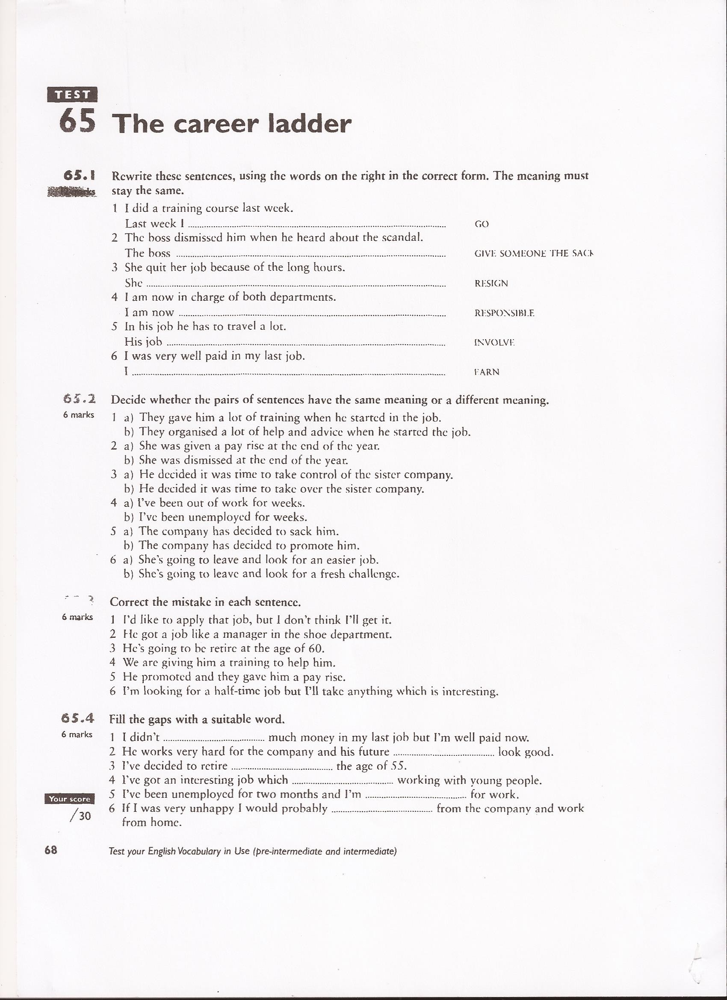 TEST
65 The career ladder
65.1 Rewrite these sentences, using the words on the right in the correct form. The meaning must
marks stay the same.
1 I did a training course last week.
Last week I .......... GO
2 The boss dismissed him when he heard about the scandal.
The boss .......... GIVE SOMEONE THE SACK
3 She quit her job because of the long hours.
She .......... RESIGN
4 I am now in charge of both departments.
I am now .......... RESPONSIBLE
5 In his job he has to travel a lot.
His job .......... INVOLVE
6 I was very well paid in my last job.
I .......... EARN
65.2 Decide whether the pairs of sentences have the same meaning or a different meaning.
6 marks 1 a) They gave him a lot of training when he started in the job.
b) They organised a lot of help and advice when he started the job.
2 a) She was given a pay rise at the end of the year.
b) She was dismissed at the end of the year.
3 a) He decided it was time to take control of the sister company.
b) He decided it was time to take over the sister company.
4 a) I've been out of work for weeks.
b) I've been unemployed for weeks.
5 a) The company has decided to sack him.
b) The company has decided to promote him.
6 a) She's going to leave and look for an easier job.
b) She's going to leave and look for a fresh challenge.
Correct the mistake in each sentence.
6 marks 1 I'd like to apply that job, but I don't think I'll get it.
2 He got a job like a manager in the shoe department.
3 He's going to be retire at the age of 60.
4 We are giving him a training to help him.
5 He promoted and they gave him a pay rise.
6 I'm looking for a half-time job but I'll take anything which is interesting.
65.4 Fill the gaps with a suitable word.
6 marks 1 I didn't .......... much money in my last job but I'm well paid now.
2 He works very hard for the company and his future .......... look good.
3 I've decided to retire .......... the age of 55.
4 I've got an interesting job which .......... working with young people.
Your score 5 I've been unemployed for two months and I'm .......... for work.
/30 6 If I was very unhappy I would probably .......... from the company and work
from home.
68 Test your English Vocabulary in Use (pre-intermediate and intermediate)